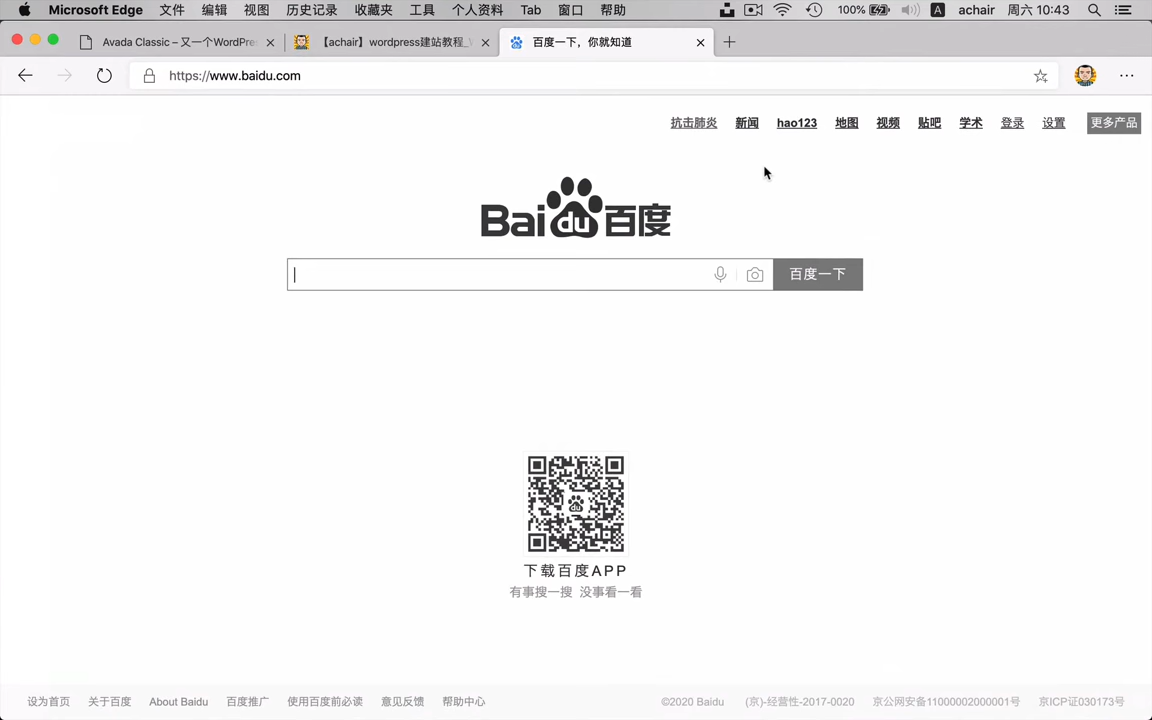 Microsoft Edge 文件 编辑 视图 历史记录 收藏夹 工具 个人资料 Tab 窗口 帮助 100% A achair 周六 10:43
Avada Classic – 又一个WordPre 【achair】wordpress建站教程_ 百度一下，你就知道
https://www.baidu.com
抗击肺炎 新闻 hao123 地图 视频 贴吧 学术 登录 设置 更多产品
Bai du 百度
百度一下
du
下载百度APP
有事搜一搜 没事看一看
设为首页 关于百度 About Baidu 百度推广 使用百度前必读 意见反馈 帮助中心 ©2020 Baidu (京)-经营性-2017-0020 京公网安备11000002000001号 京ICP证030173号